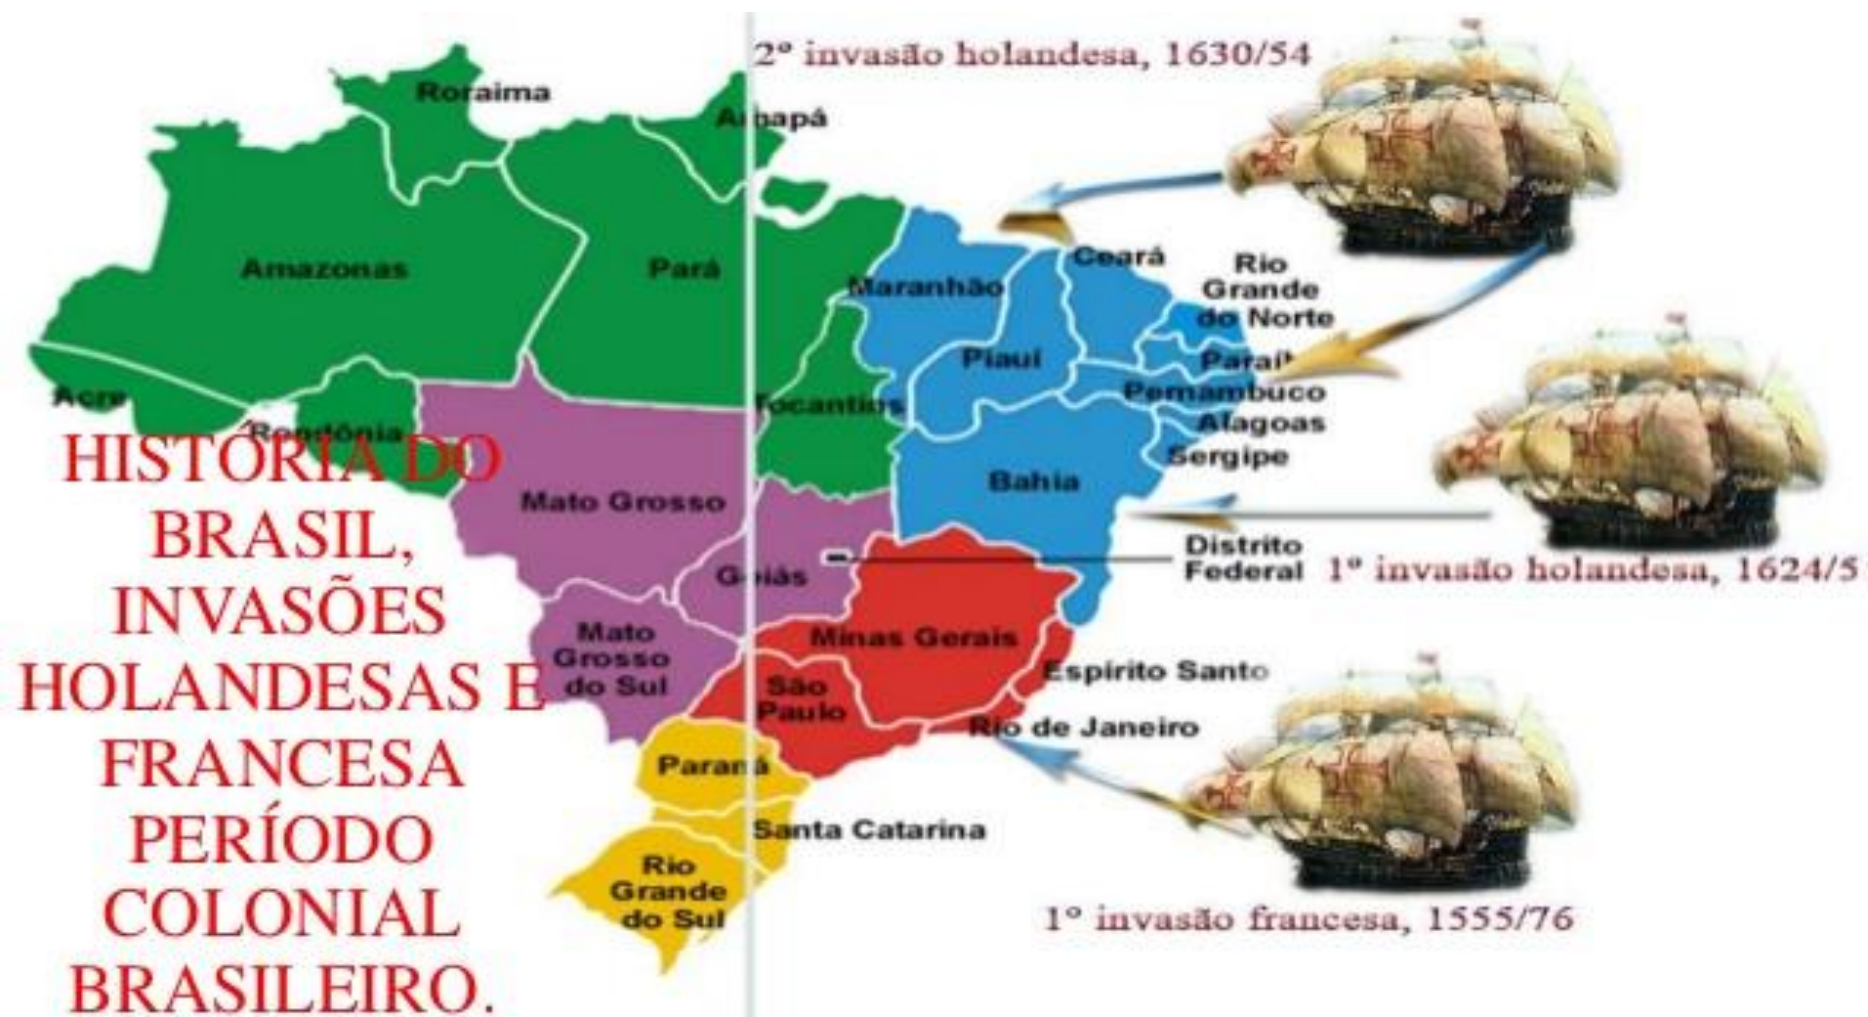 2º invasão holandesa, 1630/54
Roraima
Amapá
Amazonas
Pará
Maranhão
Ceará
Rio
Grande
do Norte
Piauí
Paraíb
Pernambuco
Alagoas
Sergipe
Acre
Rondônia
Tocantins
Bahia
Mato Grosso
Distrito
Federal
Goiás
1º invasão holandesa, 1624/5
Mato
Grosso
do Sul
Minas Gerais
Espírito Santo
São
Paulo
Rio de Janeiro
Paraná
Santa Catarina
Rio
Grande
do Sul
1º invasão francesa, 1555/76
HISTÓRIA DO
BRASIL,
INVASÕES
HOLANDESAS E
FRANCESA
PERÍODO
COLONIAL
BRASILEIRO.